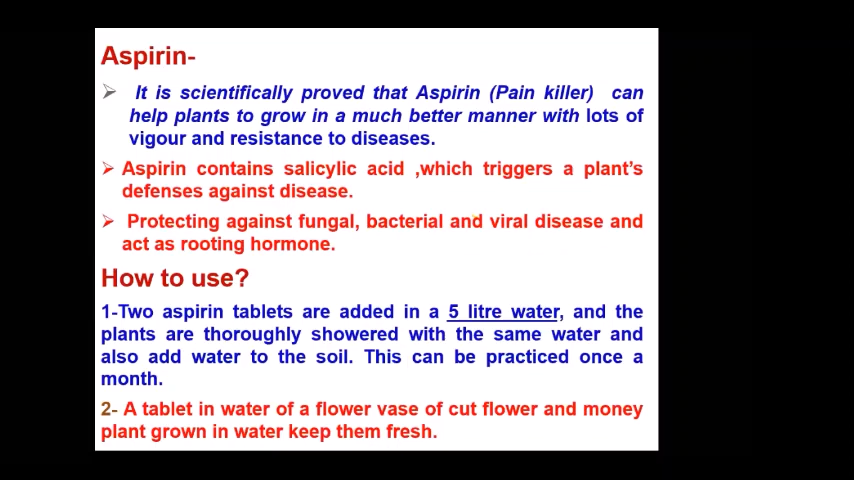 Aspirin-
➢ It is scientifically proved that Aspirin (Pain killer) can
help plants to grow in a much better manner with lots of
vigour and resistance to diseases.
➢ Aspirin contains salicylic acid ,which triggers a plant's
defenses against disease.
➢ Protecting against fungal, bacterial and viral disease and
act as rooting hormone.
How to use?
1-Two aspirin tablets are added in a 5 litre water, and the
plants are thoroughly showered with the same water and
also add water to the soil. This can be practiced once a
month.
2- A tablet in water of a flower vase of cut flower and money
plant grown in water keep them fresh.